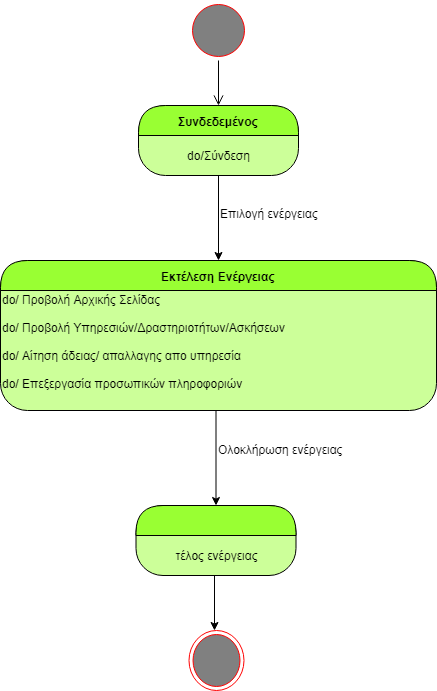 Συνδεδεμένος
do/Σύνδεση
Επιλογή ενέργειας
Εκτέλεση Ενέργειας
do/ Προβολή Αρχικής Σελίδας
do/ Προβολή Υπηρεσιών/Δραστηριοτήτων/Ασκήσεων
do/ Αίτηση άδειας/ απαλλαγης απο υπηρεσία
do/ Επεξεργασία προσωπικών πληροφοριών
Ολοκλήρωση ενέργειας
τέλος ενέργειας